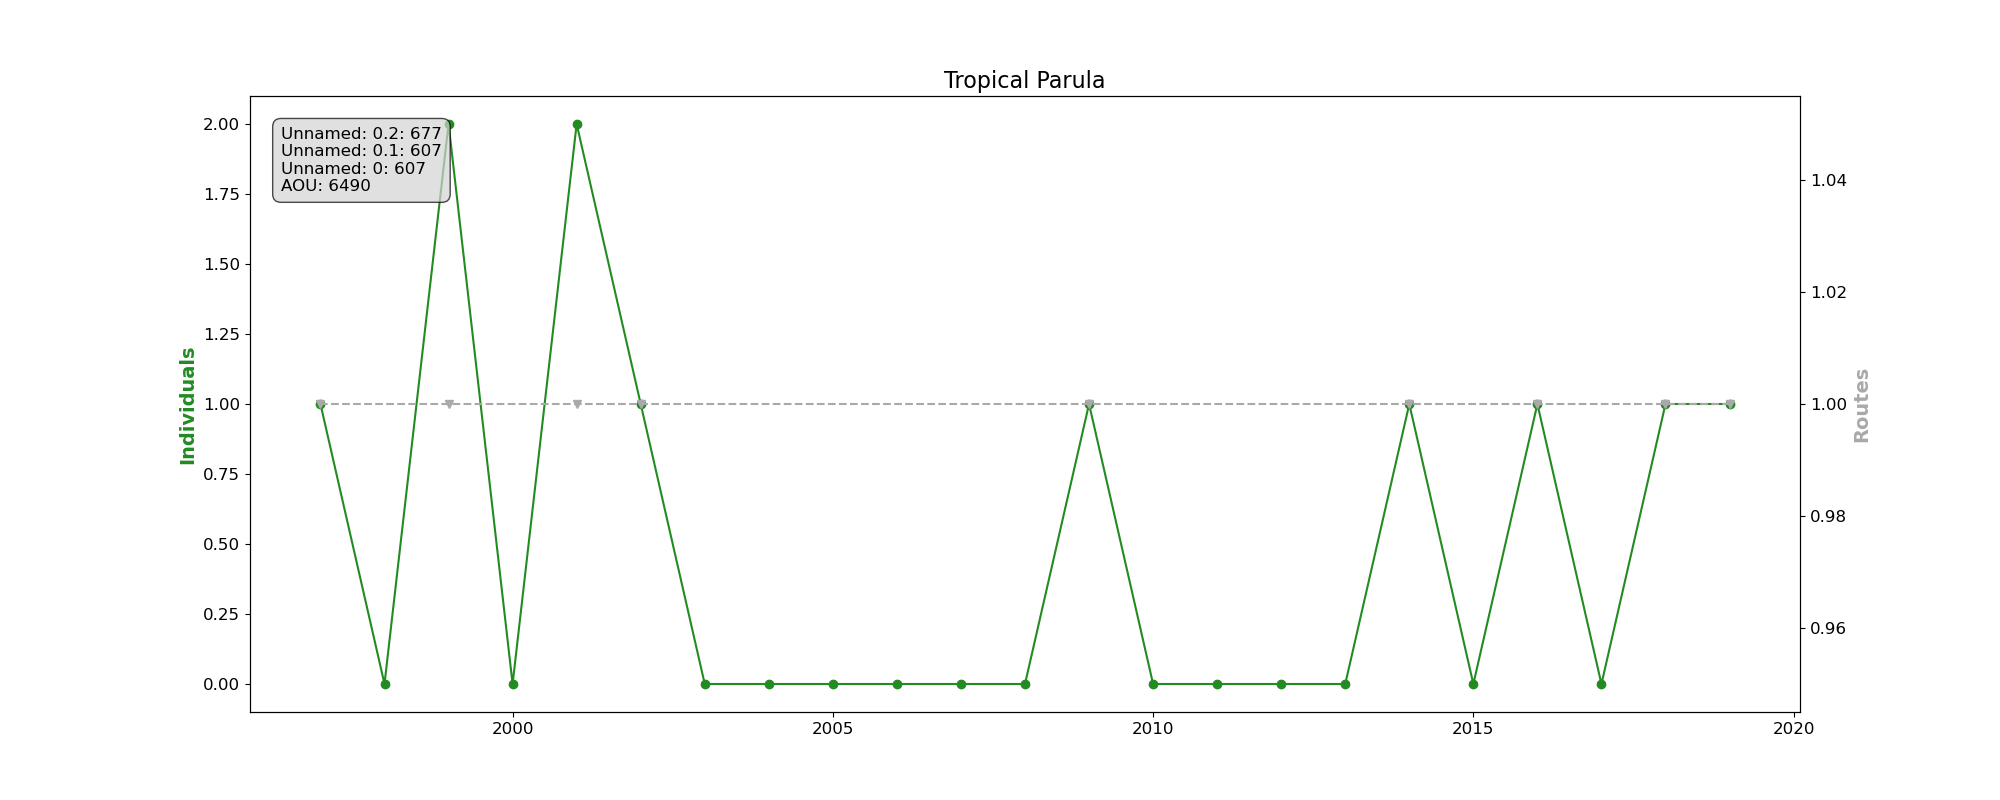 Tropical Parula
Unnamed: 0.2: 677
Unnamed: 0.1: 607
Unnamed: 0: 607
AOU: 6490
Individuals
2.00
1.75
1.50
1.25
1.00
0.75
0.50
0.25
0.00
1.04
1.02
1.00
0.98
0.96
Routes
2000
2005
2010
2015
2020